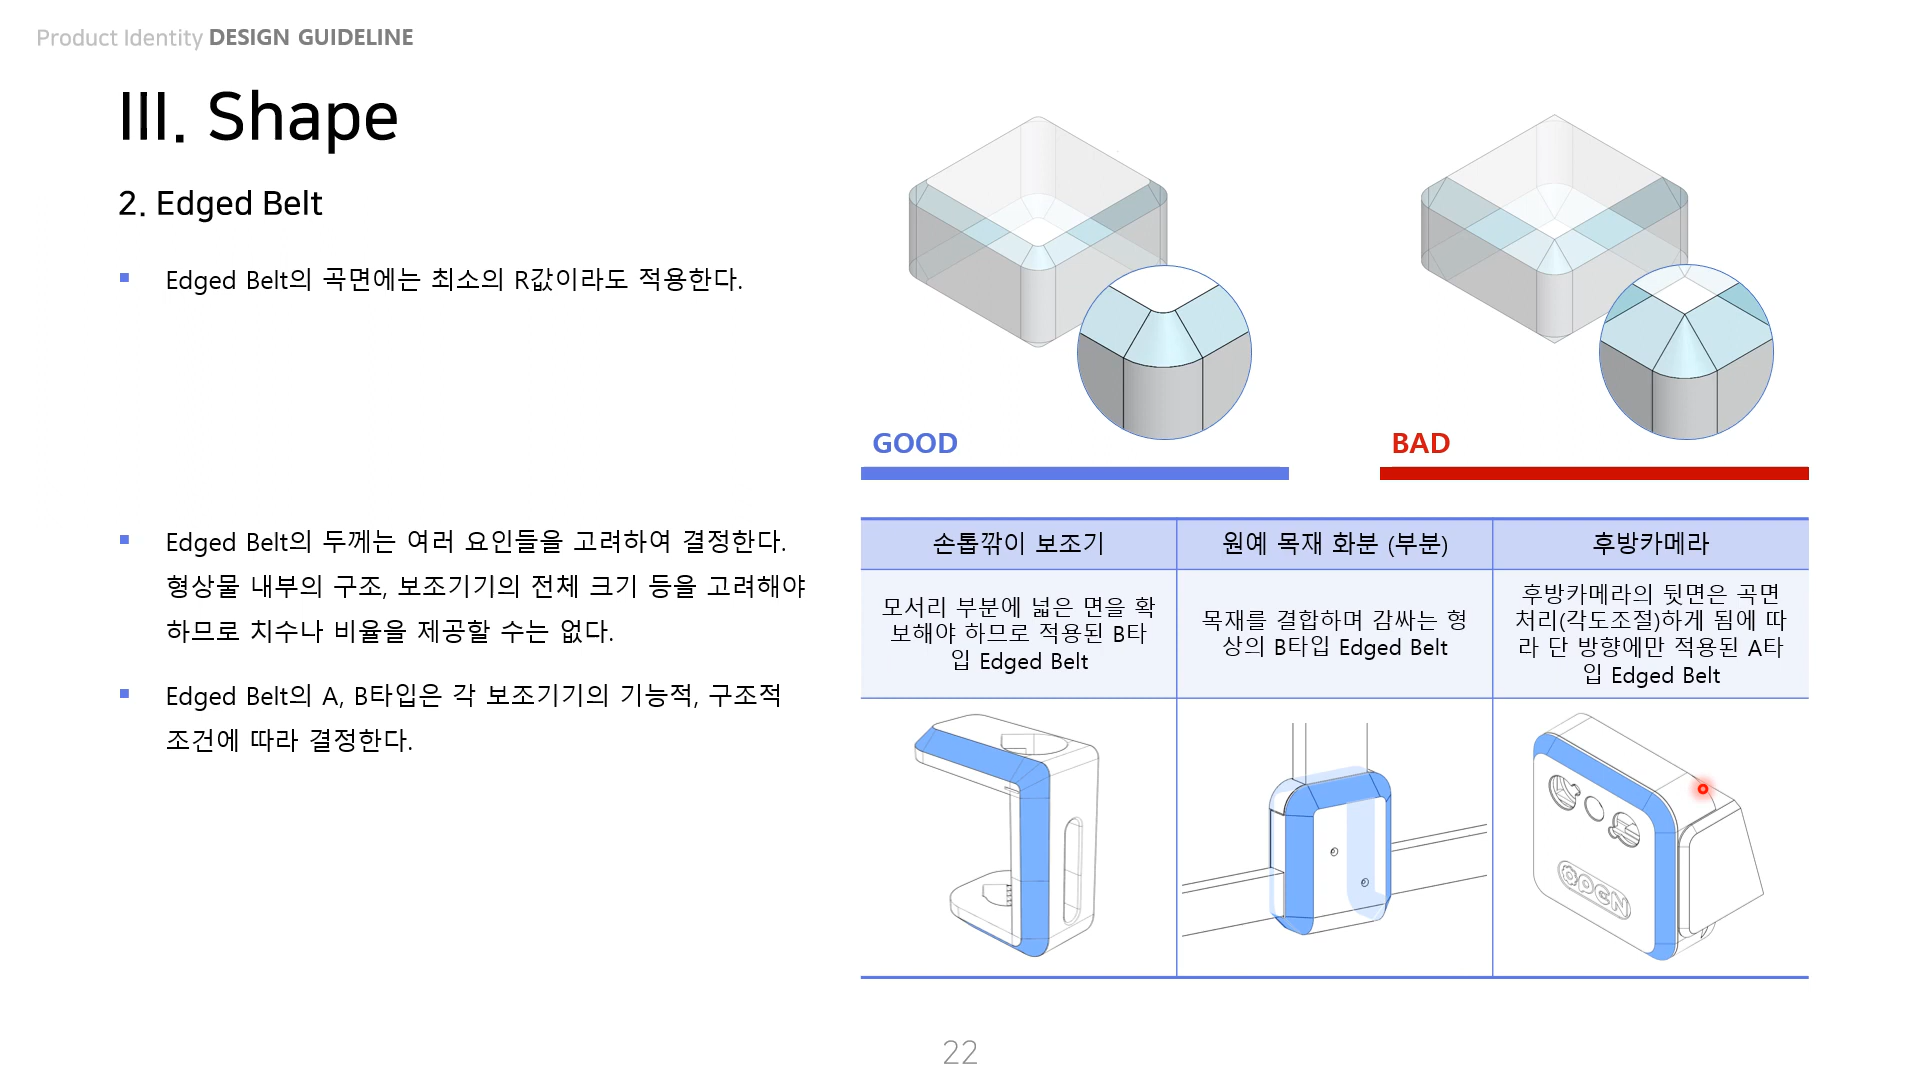 Product Identity DESIGN GUIDELINE
III. Shape
2. Edged Belt
Edged Belt의 곡면에는 최소의 R값이라도 적용한다.
GOOD
BAD
Edged Belt의 두께는 여러 요인들을 고려하여 결정한다.
형상물 내부의 구조, 보조기기의 전체 크기 등을 고려해야
하므로 치수나 비율을 제공할 수는 없다.
Edged Belt의 A, B타입은 각 보조기기의 기능적, 구조적
조건에 따라 결정한다.
손톱깎이 보조기
원예 목재 화분 (부분)
후방카메라
모서리 부분에 넓은 면을 확
보해야 하므로 적용된 B타
입 Edged Belt
목재를 결합하며 감싸는 형
상의 B타입 Edged Belt
후방카메라의 뒷면은 곡면
처리(각도조절)하게 됨에 따
라 단 방향에만 적용된 A타
입 Edged Belt
22